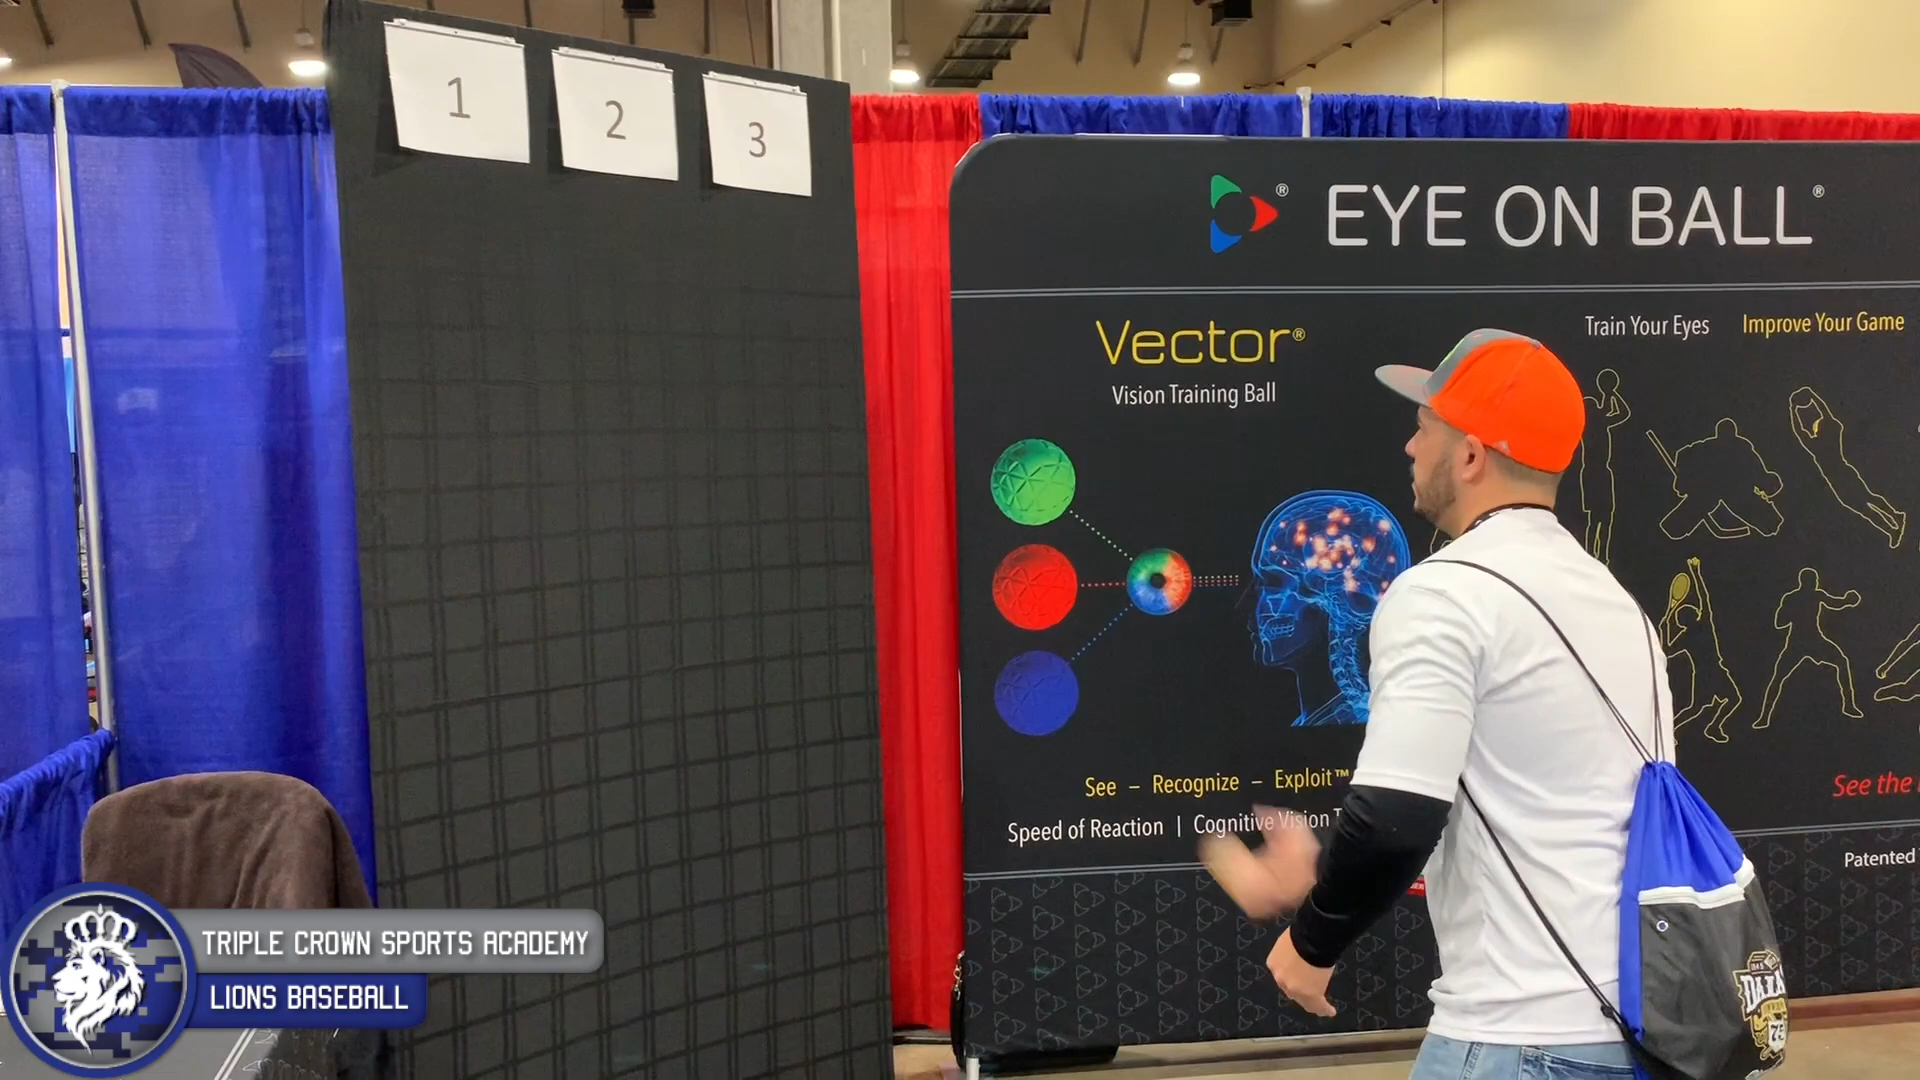 1
2
3
® EYE ON BALL®
Vector®
Vision Training Ball
Train Your Eyes Improve Your Game
See – Recognize – Exploit™
Speed of Reaction | Cognitive Vision
See the
Patented
TRIPLE CROWN SPORTS ACADEMY
LIONS BASEBALL